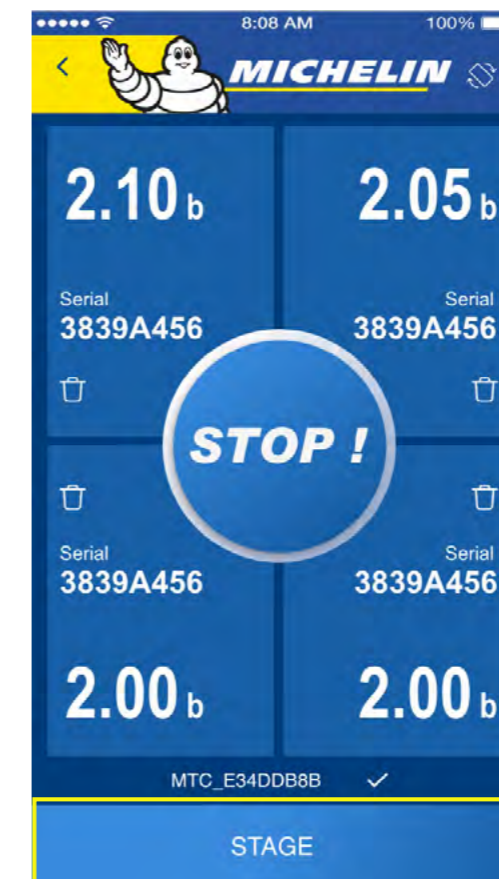 8:08 AM 100%
MICHELIN
2.10 b 2.05 b
Serial Serial
3839A456 3839A456
STOP !
Serial Serial
3839A456 3839A456
2.00 b 2.00 b
MTC_E34DDB8B
STAGE